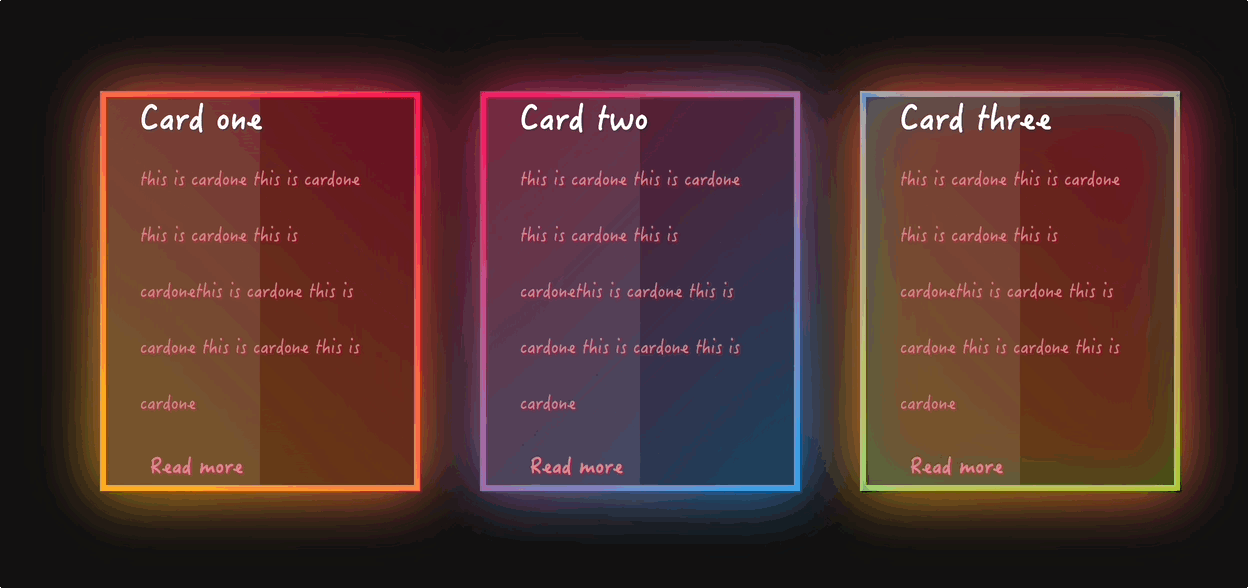 Card one
this is cardone this is cardone
this is cardone this is
cardonethis is cardone this is
cardone this is cardone this is
cardone
Read more
Card two
this is cardone this is cardone
this is cardone this is
cardonethis is cardone this is
cardone this is cardone this is
cardone
Read more
Card three
this is cardone this is cardone
this is cardone this is
cardonethis is cardone this is
cardone this is cardone this is
cardone
Read more